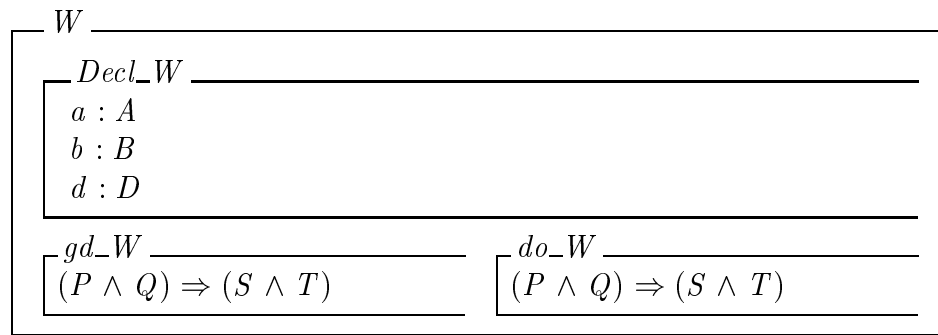 W
Decl_W
a : A
b : B
d : D
gd_W
(P ∧ Q) ⇒ (S ∧ T)
do_W
(P ∧ Q) ⇒ (S ∧ T)